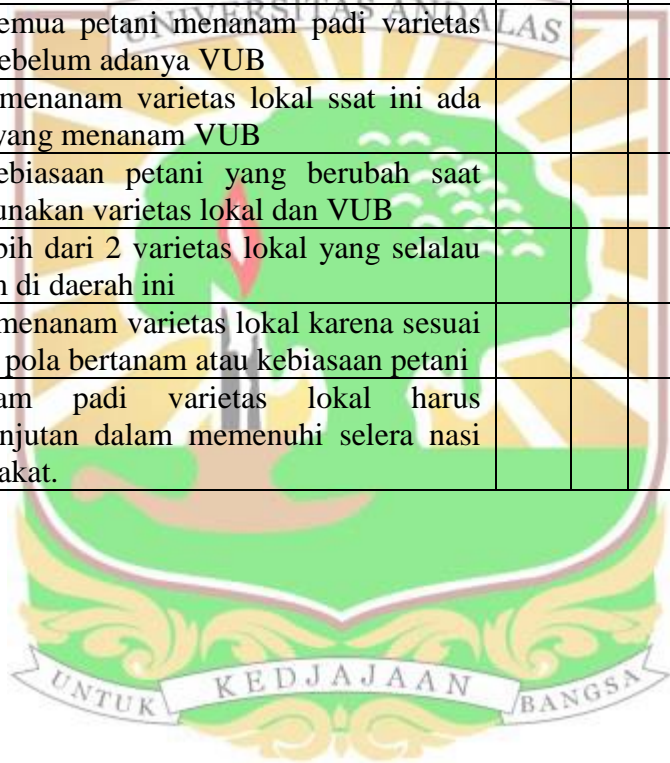 UNIVERSITAS ANDALAS
emua petani menanam padi varietas
ebelum adanya VUB
menanam varietas lokal ssat ini ada
yang menanam VUB
ebiasaan petani yang berubah saat
unakan varietas lokal dan VUB
bih dari 2 varietas lokal yang selalau
n di daerah ini
menanam varietas lokal karena sesuai
pola bertanam atau kebiasaan petani
am padi varietas lokal harus
njutan dalam memenuhi selera nasi
akat.
UNTUK KEDJAJAAN BANGSA